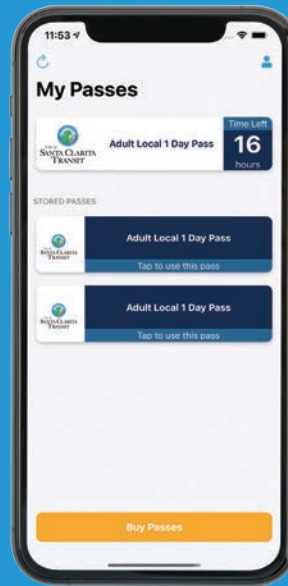 11:53
My Passes
City of
SANTA CLARITA
TRANSIT
Adult Local 1 Day Pass
Time Left
16
hours
STORED PASSES
SANTA CLARITA
TRANSIT
Adult Local 1 Day Pass
Tap to use this pass
SANTA CLARITA
TRANSIT
Adult Local 1 Day Pass
Tap to use this pass
Buy Passes